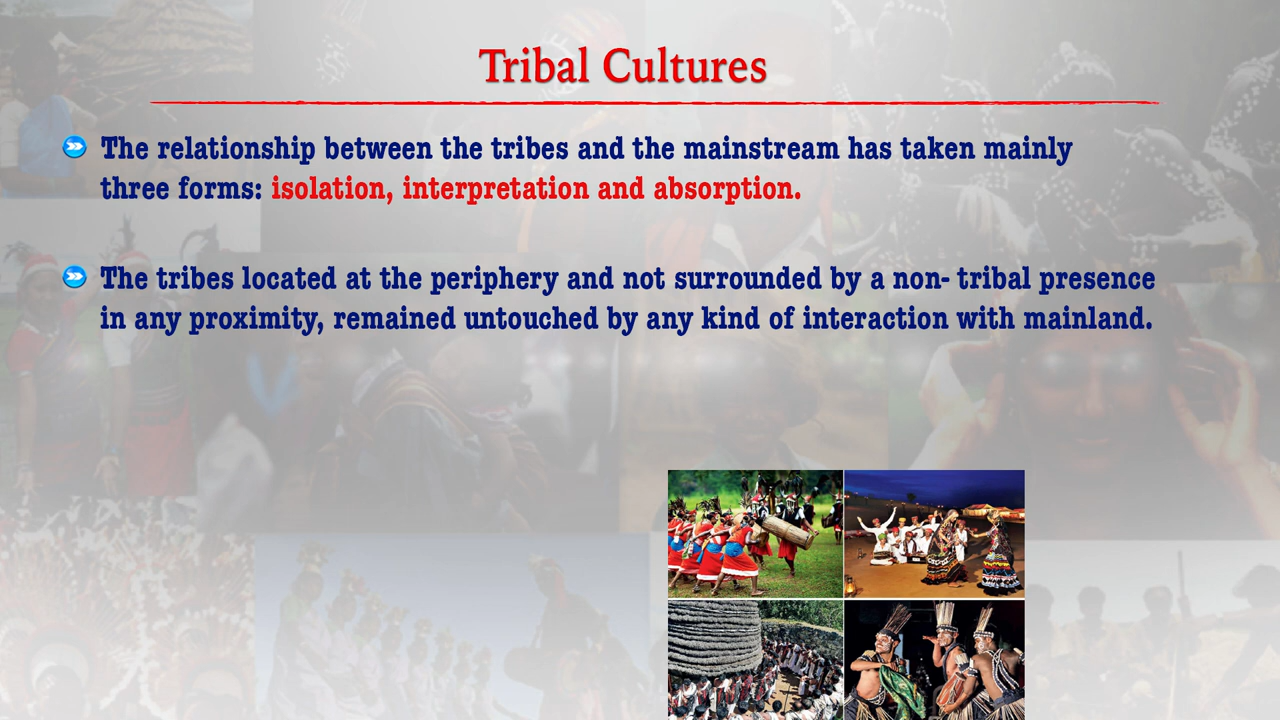 Tribal Cultures
The relationship between the tribes and the mainstream has taken mainly
three forms: isolation, interpretation and absorption.
The tribes located at the periphery and not surrounded by a non- tribal presence
in any proximity, remained untouched by any kind of interaction with mainland.